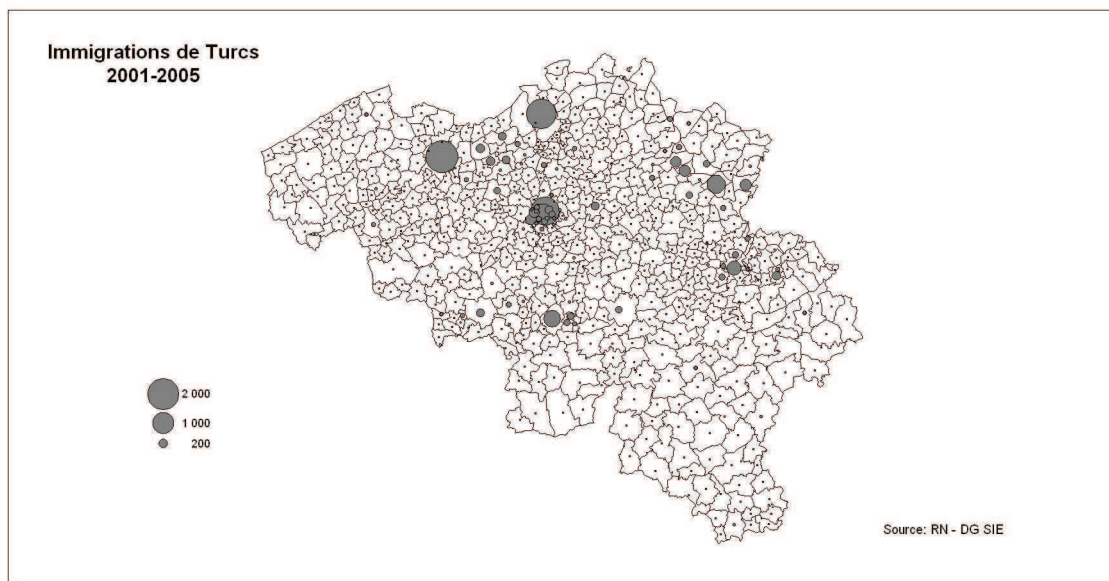 Immigrations de Turcs
2001-2005
2 000
1 000
200
Source: RN - DG SIE